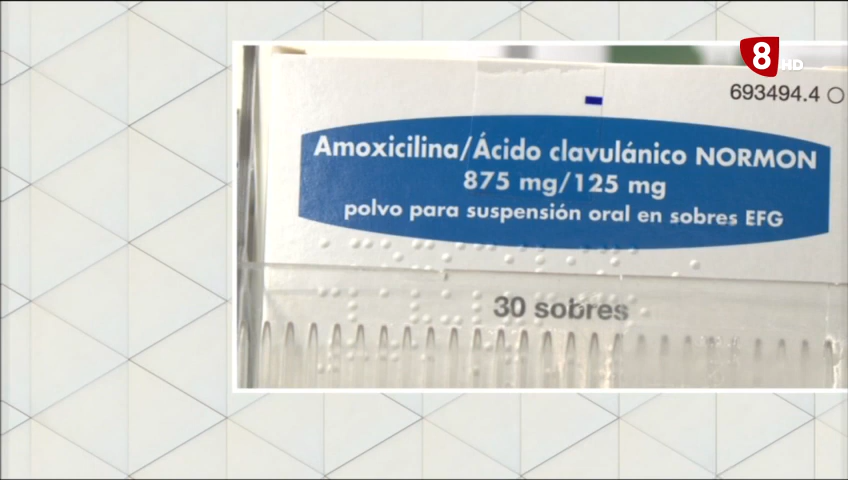 8 HD
693494.4
Amoxicilina/Ácido clavulánico NORMON
875 mg/125 mg
polvo para suspensión oral en sobres EFG
30 sobres